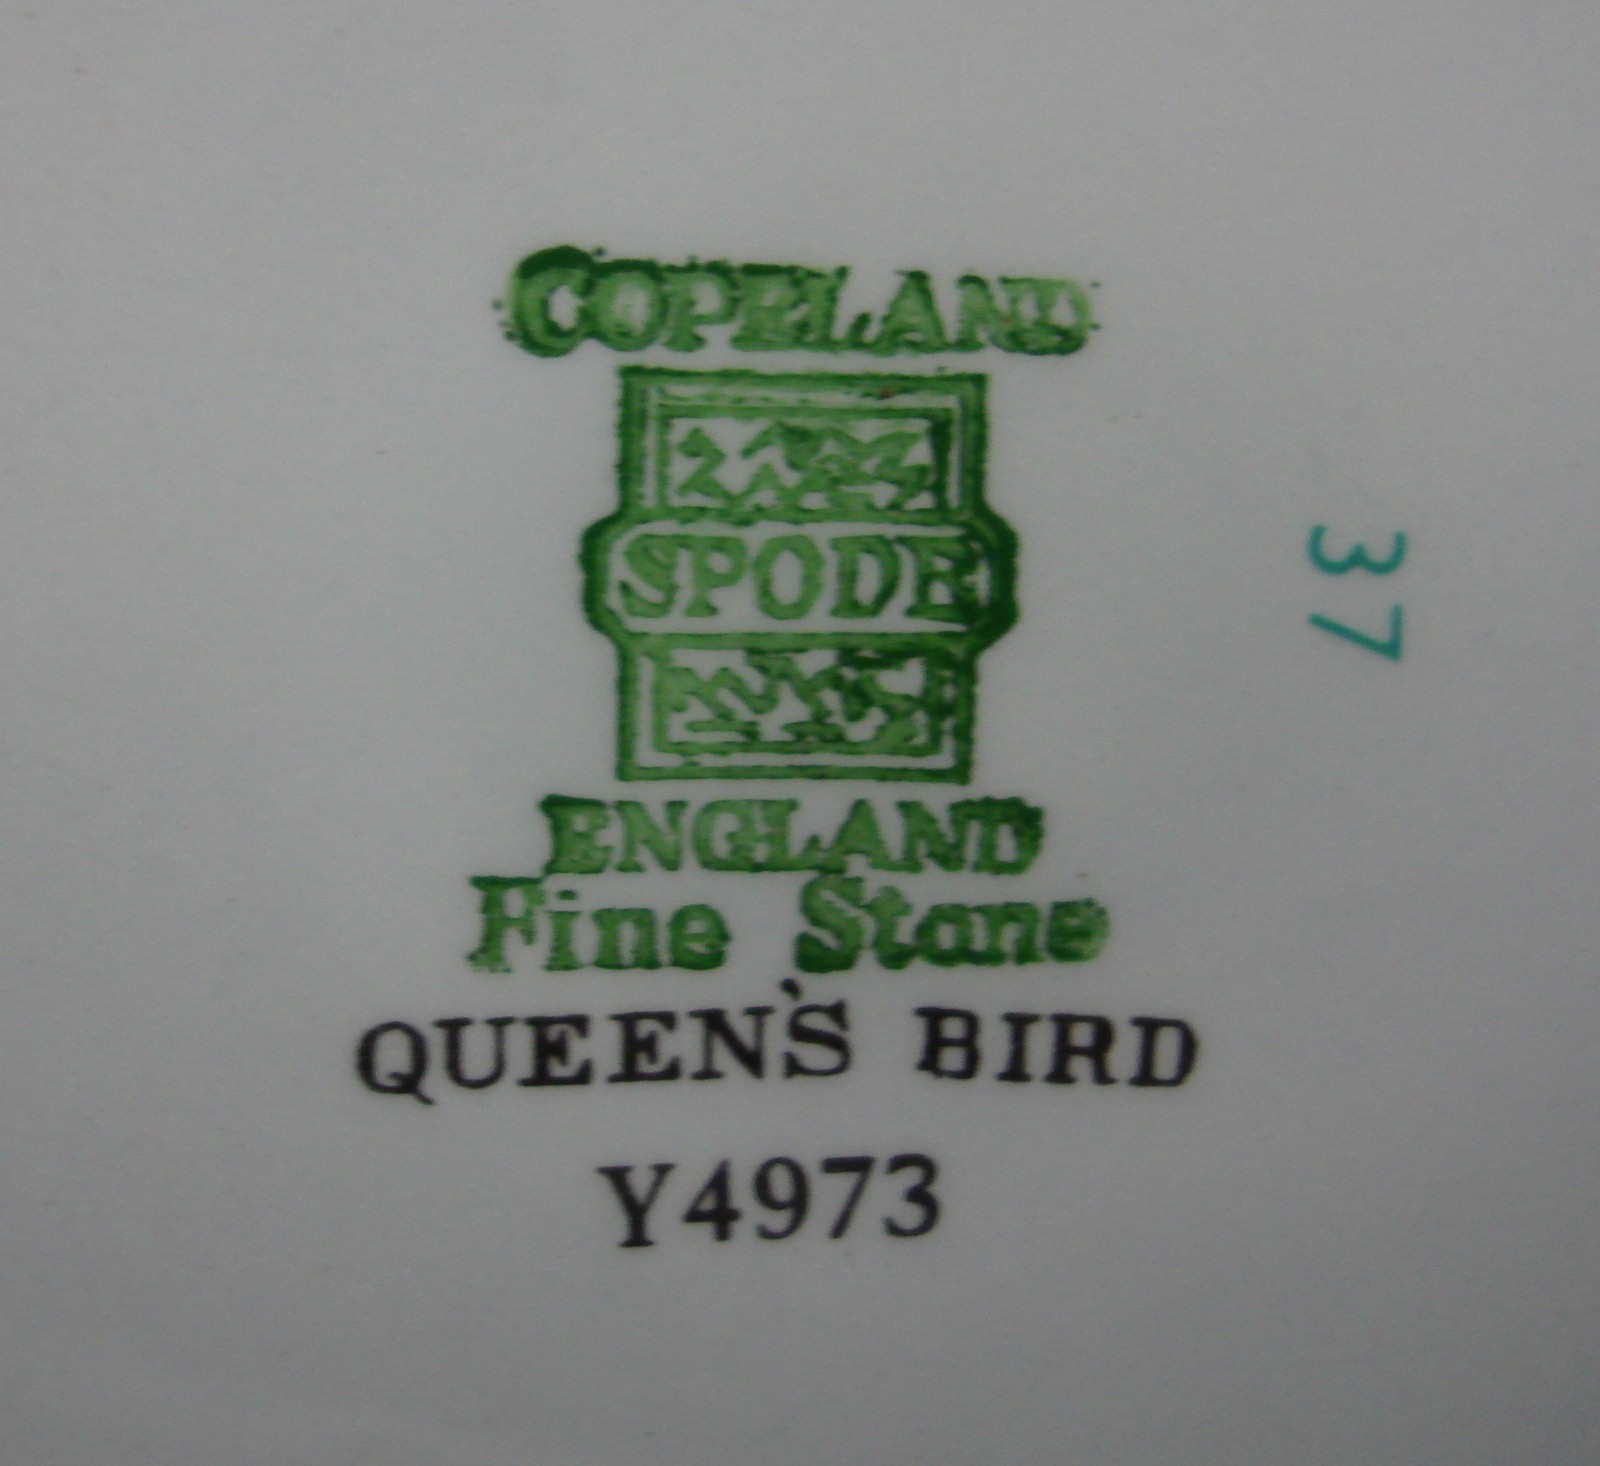 COPELAND
SPODE
ENGLAND
Fine Stone
QUEEN'S BIRD
Y4973
37